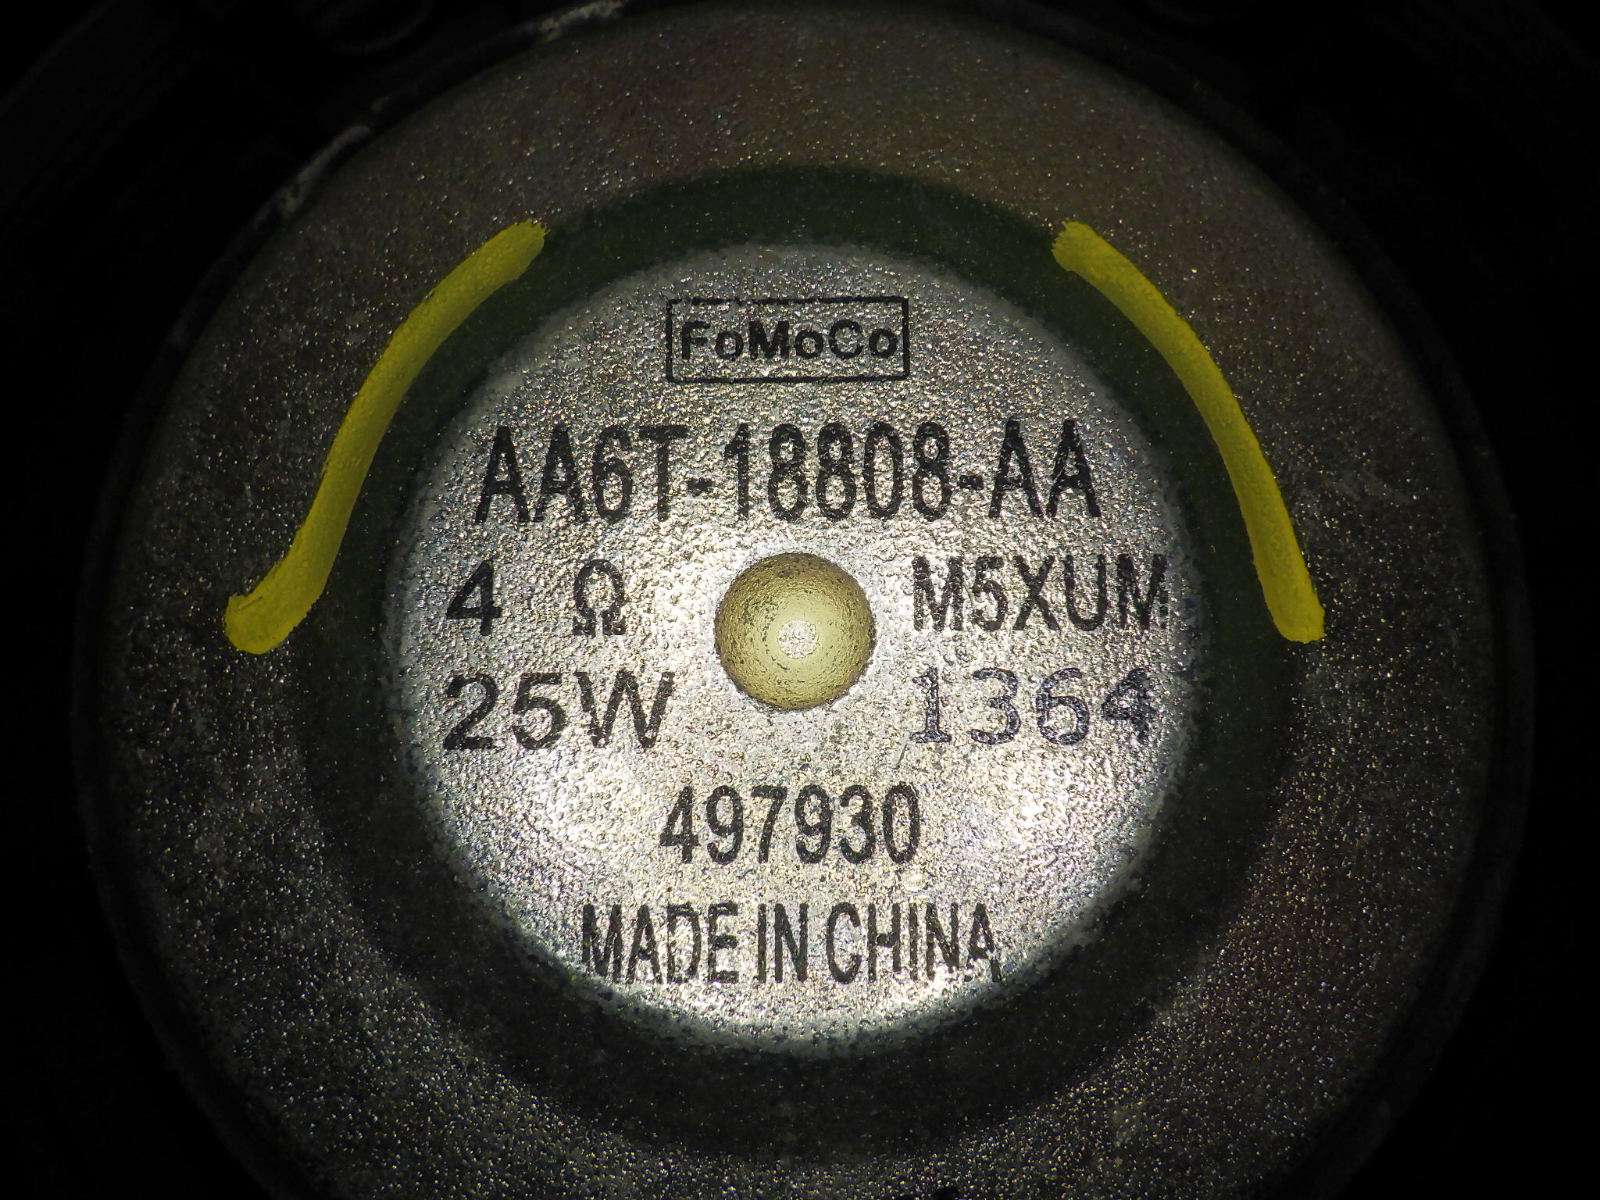 FoMoCo
AA6T-18808-AA
4 Ω M5XUM
25W 1364
497930
MADE IN CHINA